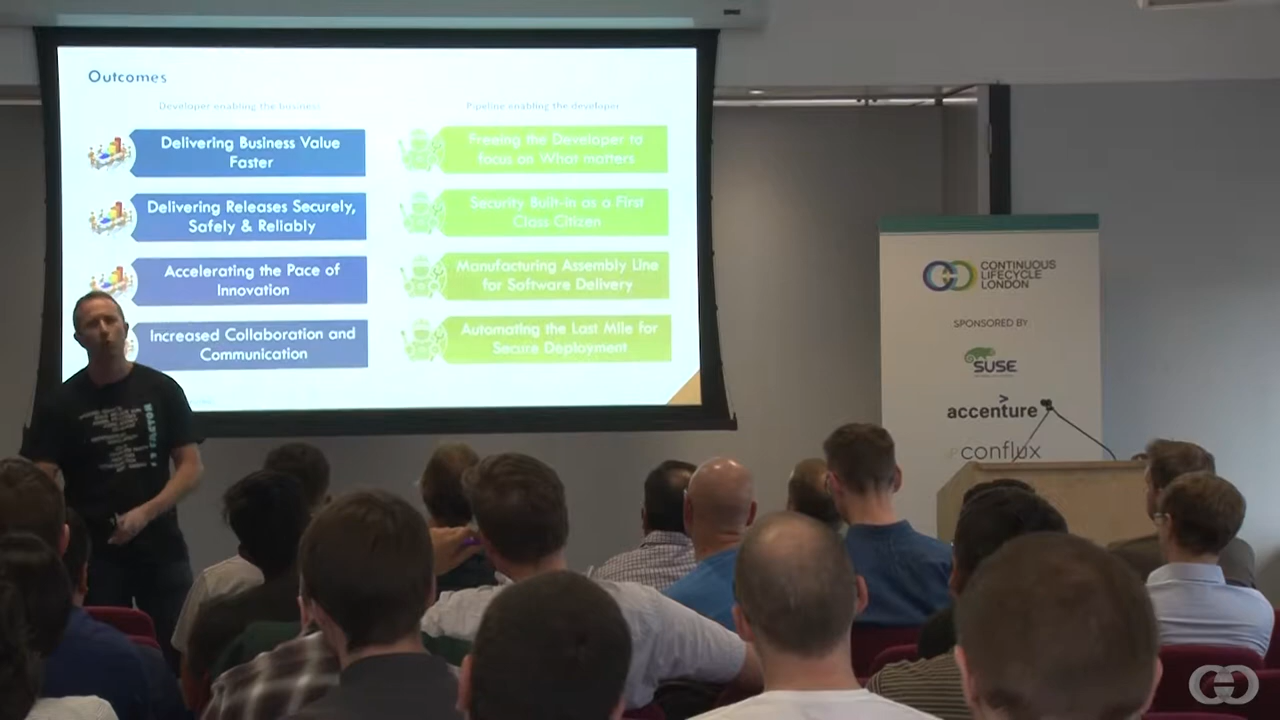 Outcomes
Developer enabling the business
Pipeline enabling the developer
Delivering Business Value
Faster
Freeing the Developer to
focus on What matters
Delivering Releases Securely,
Safely & Reliably
Security Built-in as a First
Class Citizen
Accelerating the Pace of
Innovation
Manufacturing Assembly Line
for Software Delivery
Increased Collaboration and
Communication
Automating the Last Mile for
Secure Deployment
CONTINUOUS
LIFECYCLE
LONDON
SPONSORED BY
SUSE
accenture
conflux
FACTOR